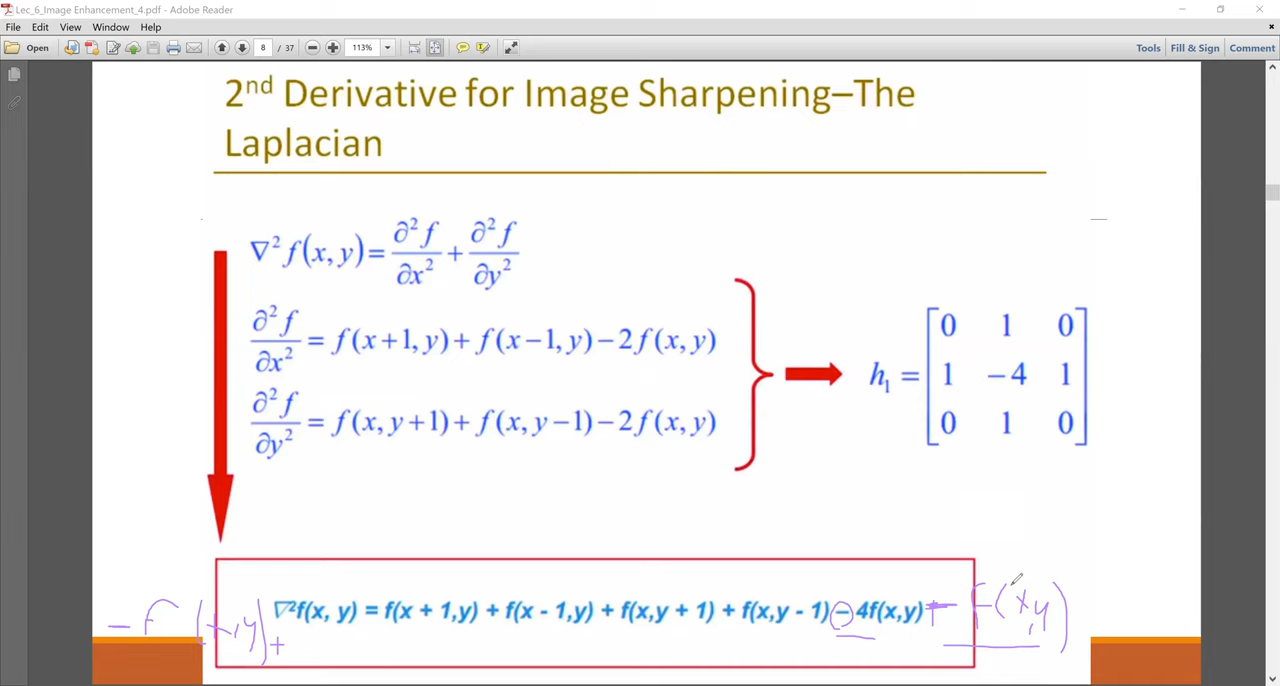 Lec_6_Image Enhancement_4.pdf - Adobe Reader
File Edit View Window Help
Open 8 / 37 113% Tools Fill & Sign Comment
2nd Derivative for Image Sharpening–The
Laplacian
∇²f(x, y) = ∂²f/∂x² + ∂²f/∂y²
∂²f/∂x² = f(x+1, y) + f(x−1, y) − 2f(x, y)
∂²f/∂y² = f(x, y+1) + f(x, y−1) − 2f(x, y)
h₁ =
0 1 0
1 −4 1
0 1 0
− f (x,y) + ∇²f(x, y) = f(x + 1,y) + f(x - 1,y) + f(x,y + 1) + f(x,y - 1) − 4f(x,y) f(x,y)